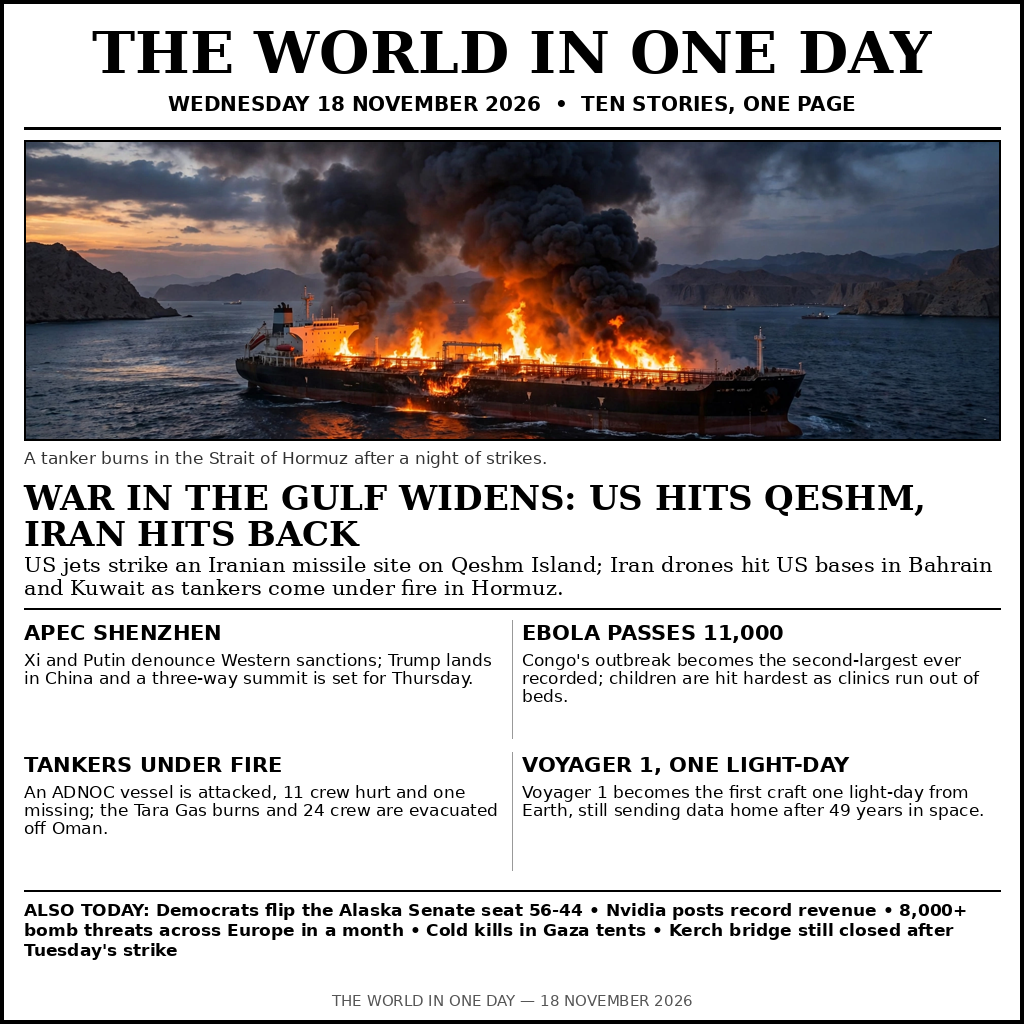 THE WORLD IN ONE DAY
WEDNESDAY 18 NOVEMBER 2026 • TEN STORIES, ONE PAGE
A tanker burns in the Strait of Hormuz after a night of strikes.
WAR IN THE GULF WIDENS: US HITS QESHM,
IRAN HITS BACK
US jets strike an Iranian missile site on Qeshm Island; Iran drones hit US bases in Bahrain
and Kuwait as tankers come under fire in Hormuz.
APEC SHENZHEN
Xi and Putin denounce Western sanctions; Trump lands
in China and a three-way summit is set for Thursday.
EBOLA PASSES 11,000
Congo's outbreak becomes the second-largest ever
recorded; children are hit hardest as clinics run out of
beds.
TANKERS UNDER FIRE
An ADNOC vessel is attacked, 11 crew hurt and one
missing; the Tara Gas burns and 24 crew are evacuated
off Oman.
VOYAGER 1, ONE LIGHT-DAY
Voyager 1 becomes the first craft one light-day from
Earth, still sending data home after 49 years in space.
ALSO TODAY: Democrats flip the Alaska Senate seat 56-44 • Nvidia posts record revenue • 8,000+
bomb threats across Europe in a month • Cold kills in Gaza tents • Kerch bridge still closed after
Tuesday's strike
THE WORLD IN ONE DAY — 18 NOVEMBER 2026